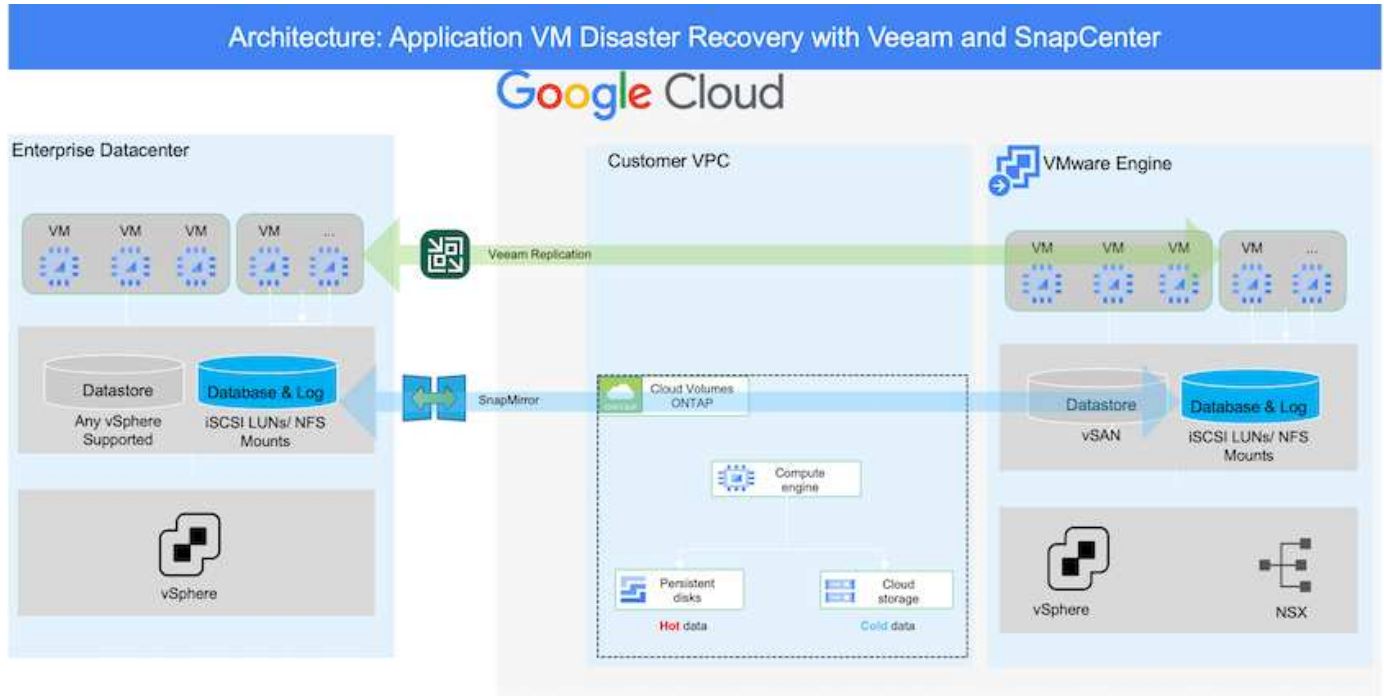 Architecture: Application VM Disaster Recovery with Veeam and SnapCenter
Google Cloud
Enterprise Datacenter
VM VM VM VM ...
Datastore
Any vSphere
Supported
Database & Log
iSCSI LUNs/ NFS
Mounts
vSphere
Veeam Replication
SnapMirror
Customer VPC
Cloud Volumes
ONTAP
Compute
engine
Persistent
disks
Hot data
Cloud
storage
Cold data
VMware Engine
VM VM VM VM ...
Datastore
vSAN
Database & Log
iSCSI LUNs/ NFS
Mounts
vSphere
NSX